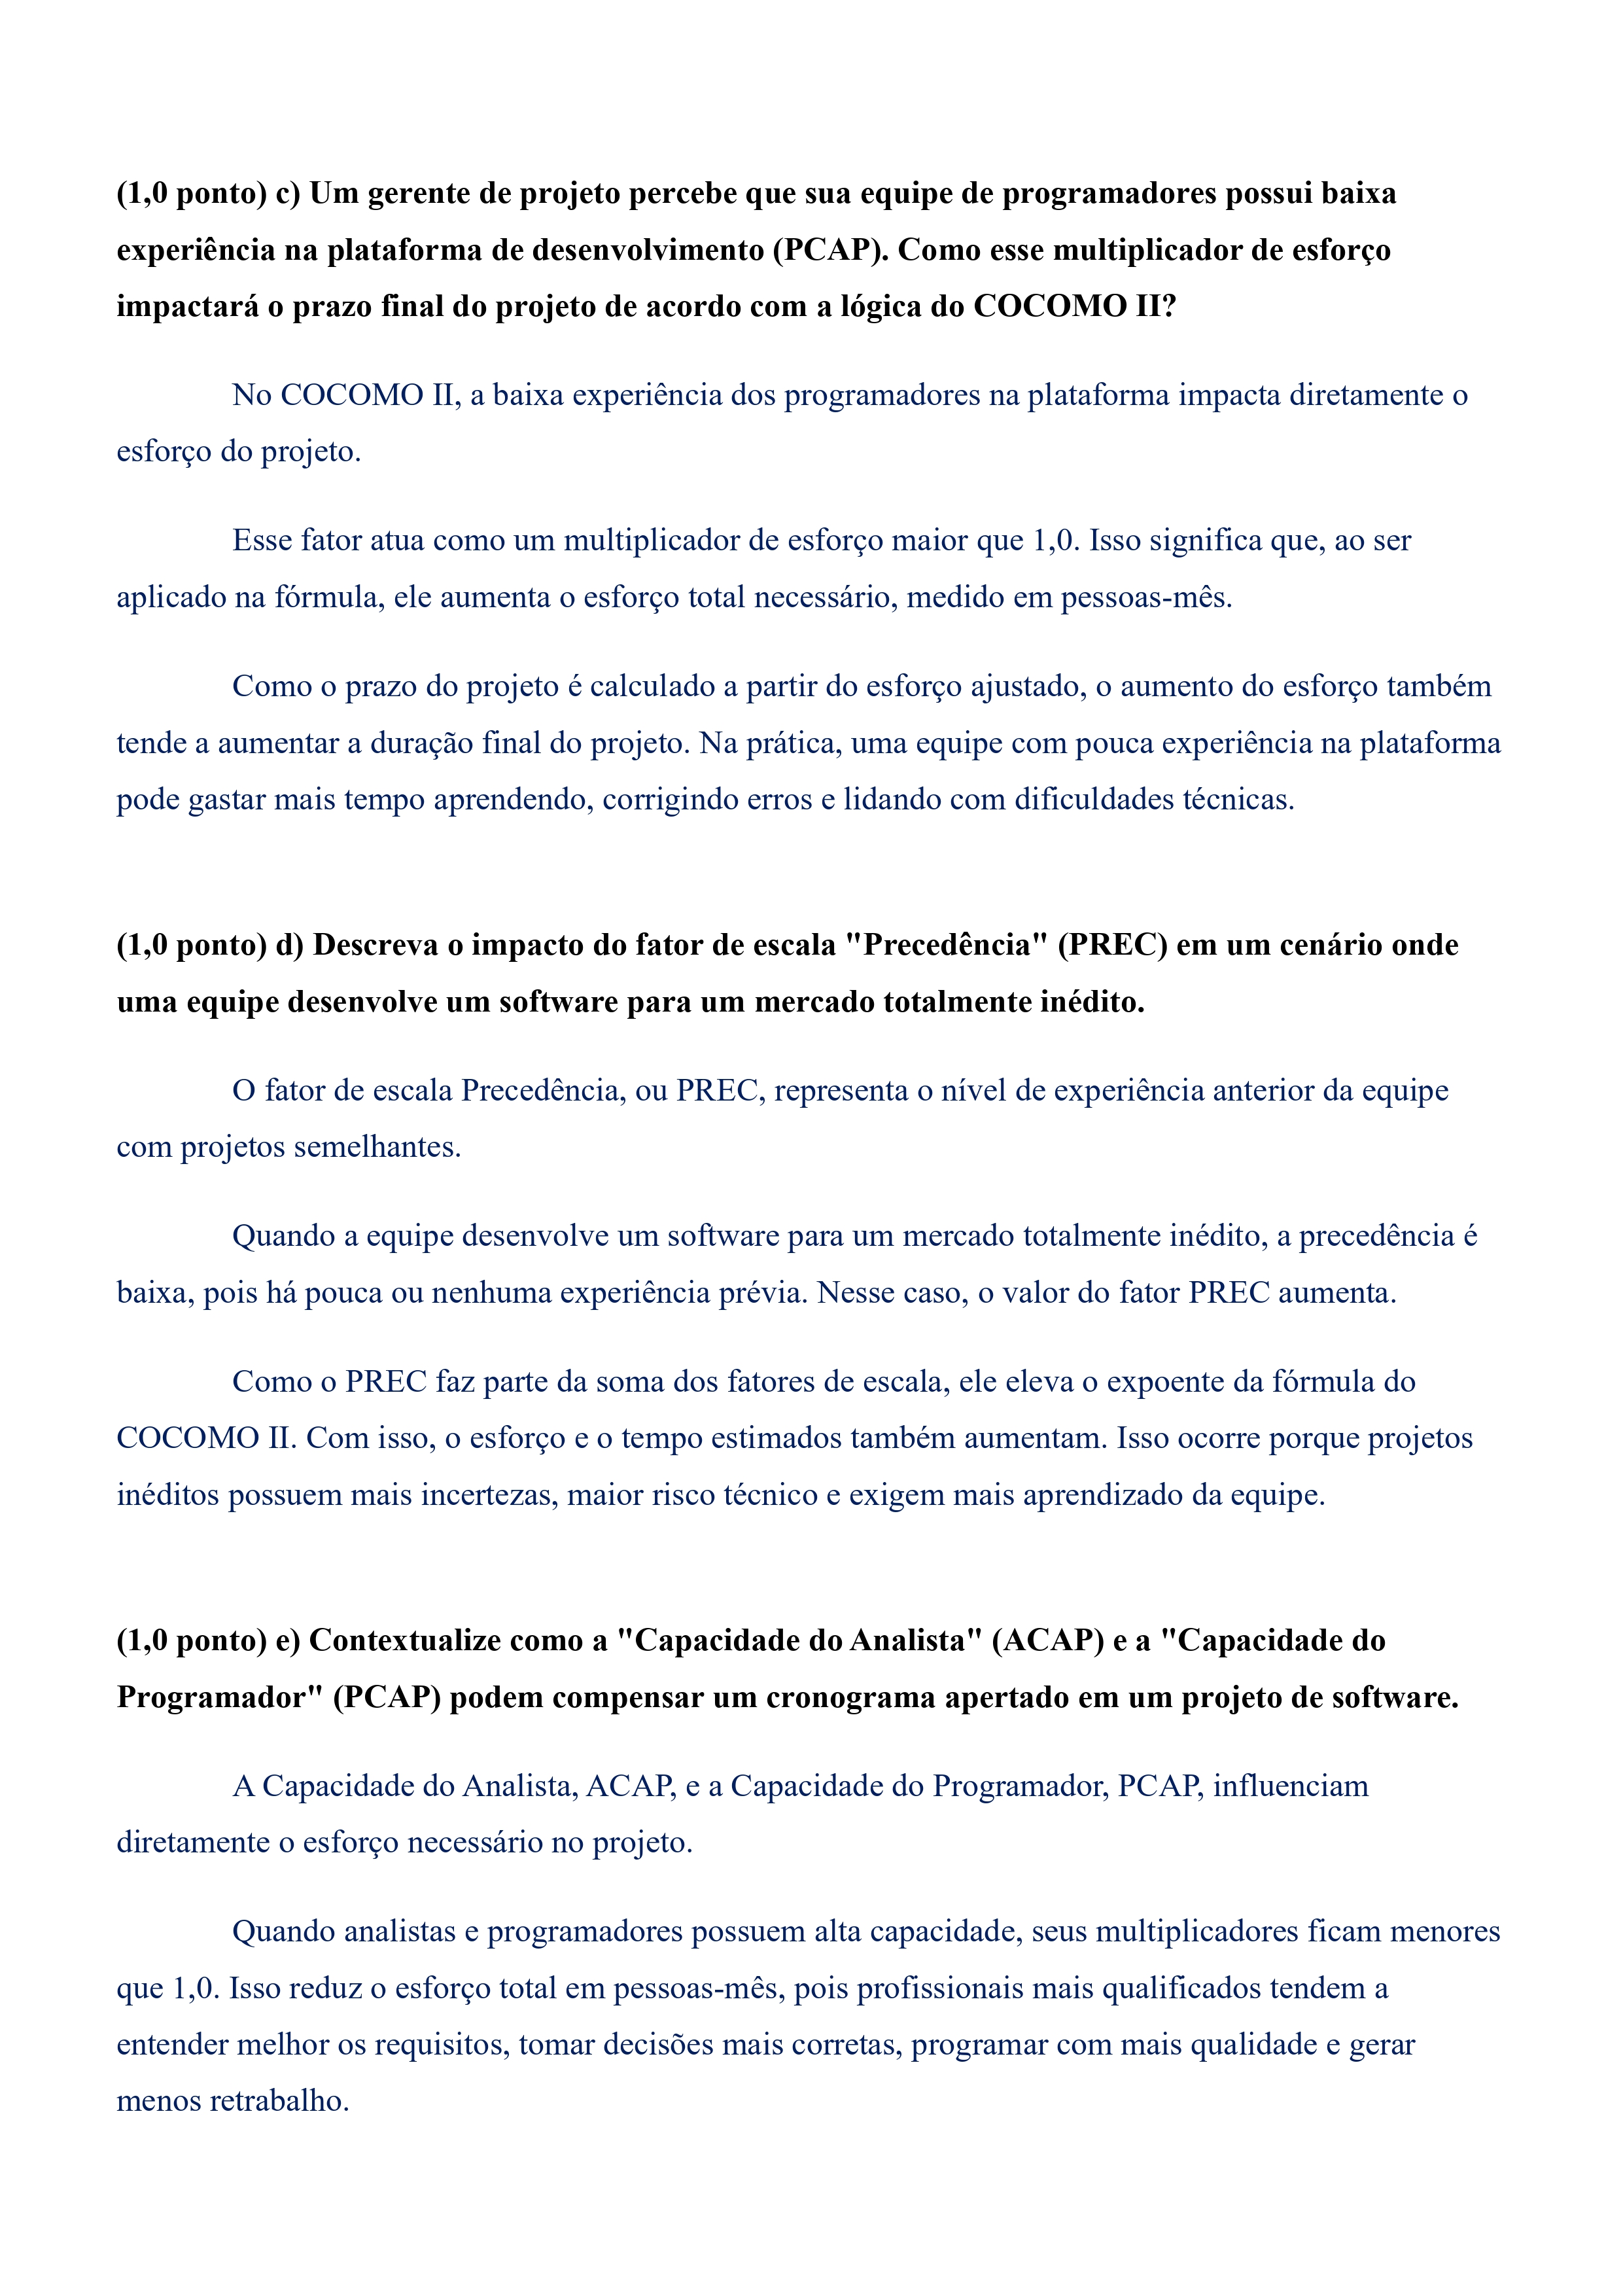 (1,0 ponto) c) Um gerente de projeto percebe que sua equipe de programadores possui baixa
experiência na plataforma de desenvolvimento (PCAP). Como esse multiplicador de esforço
impactará o prazo final do projeto de acordo com a lógica do COCOMO II?
No COCOMO II, a baixa experiência dos programadores na plataforma impacta diretamente o
esforço do projeto.
Esse fator atua como um multiplicador de esforço maior que 1,0. Isso significa que, ao ser
aplicado na fórmula, ele aumenta o esforço total necessário, medido em pessoas-mês.
Como o prazo do projeto é calculado a partir do esforço ajustado, o aumento do esforço também
tende a aumentar a duração final do projeto. Na prática, uma equipe com pouca experiência na plataforma
pode gastar mais tempo aprendendo, corrigindo erros e lidando com dificuldades técnicas.
(1,0 ponto) d) Descreva o impacto do fator de escala "Precedência" (PREC) em um cenário onde
uma equipe desenvolve um software para um mercado totalmente inédito.
O fator de escala Precedência, ou PREC, representa o nível de experiência anterior da equipe
com projetos semelhantes.
Quando a equipe desenvolve um software para um mercado totalmente inédito, a precedência é
baixa, pois há pouca ou nenhuma experiência prévia. Nesse caso, o valor do fator PREC aumenta.
Como o PREC faz parte da soma dos fatores de escala, ele eleva o expoente da fórmula do
COCOMO II. Com isso, o esforço e o tempo estimados também aumentam. Isso ocorre porque projetos
inéditos possuem mais incertezas, maior risco técnico e exigem mais aprendizado da equipe.
(1,0 ponto) e) Contextualize como a "Capacidade do Analista" (ACAP) e a "Capacidade do
Programador" (PCAP) podem compensar um cronograma apertado em um projeto de software.
A Capacidade do Analista, ACAP, e a Capacidade do Programador, PCAP, influenciam
diretamente o esforço necessário no projeto.
Quando analistas e programadores possuem alta capacidade, seus multiplicadores ficam menores
que 1,0. Isso reduz o esforço total em pessoas-mês, pois profissionais mais qualificados tendem a
entender melhor os requisitos, tomar decisões mais corretas, programar com mais qualidade e gerar
menos retrabalho.